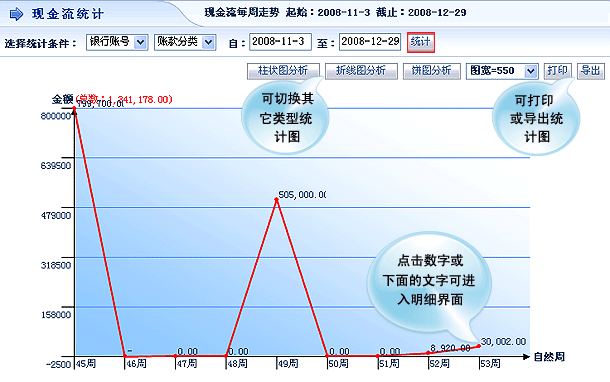 现金流统计
现金流每周走势 起始：2008-11-3 截止：2008-12-29
选择统计条件： 银行账号 账款分类 自：2008-11-3 至：2008-12-29 统计
柱状图分析 折线图分析 饼图分析 图宽=550 打印 导出
金额(总数：1,341,178.00)
可切换其
它类型统
计图
可打印
或导出统
计图
800000
639500
479000
505,000.00
318500
点击数字或
下面的文字可进
入明细界面
158000
- 0.00 0.00 0.00 0.00 8,920.00 30,002.00
自然周
-2500 45周 46周 47周 48周 49周 50周 51周 52周 53周